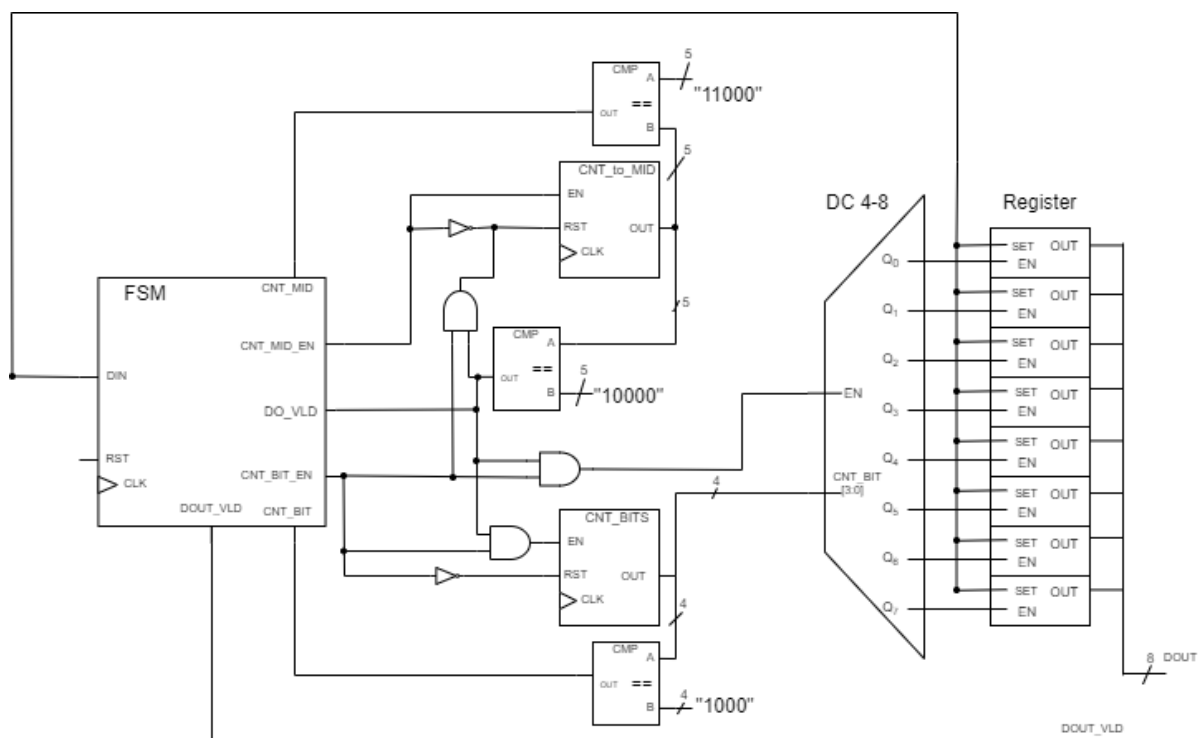 CMP
A
5
"11000"
OUT
==
B
5
CNT_to_MID
EN
RST
OUT
CLK
DC 4-8
Register
FSM
CNT_MID
CNT_MID_EN
DIN
DO_VLD
RST
CNT_BIT_EN
CLK
DOUT_VLD
CNT_BIT
5
CMP
A
OUT
==
B
5
"10000"
4
CNT_BITS
EN
RST
OUT
CLK
4
CMP
A
OUT
==
B
4
"1000"
EN
CNT_BIT
[3:0]
Q0
Q1
Q2
Q3
Q4
Q5
Q6
Q7
SET OUT
EN
SET OUT
EN
SET OUT
EN
SET OUT
EN
SET OUT
EN
SET OUT
EN
SET OUT
EN
SET OUT
EN
8
DOUT
DOUT_VLD